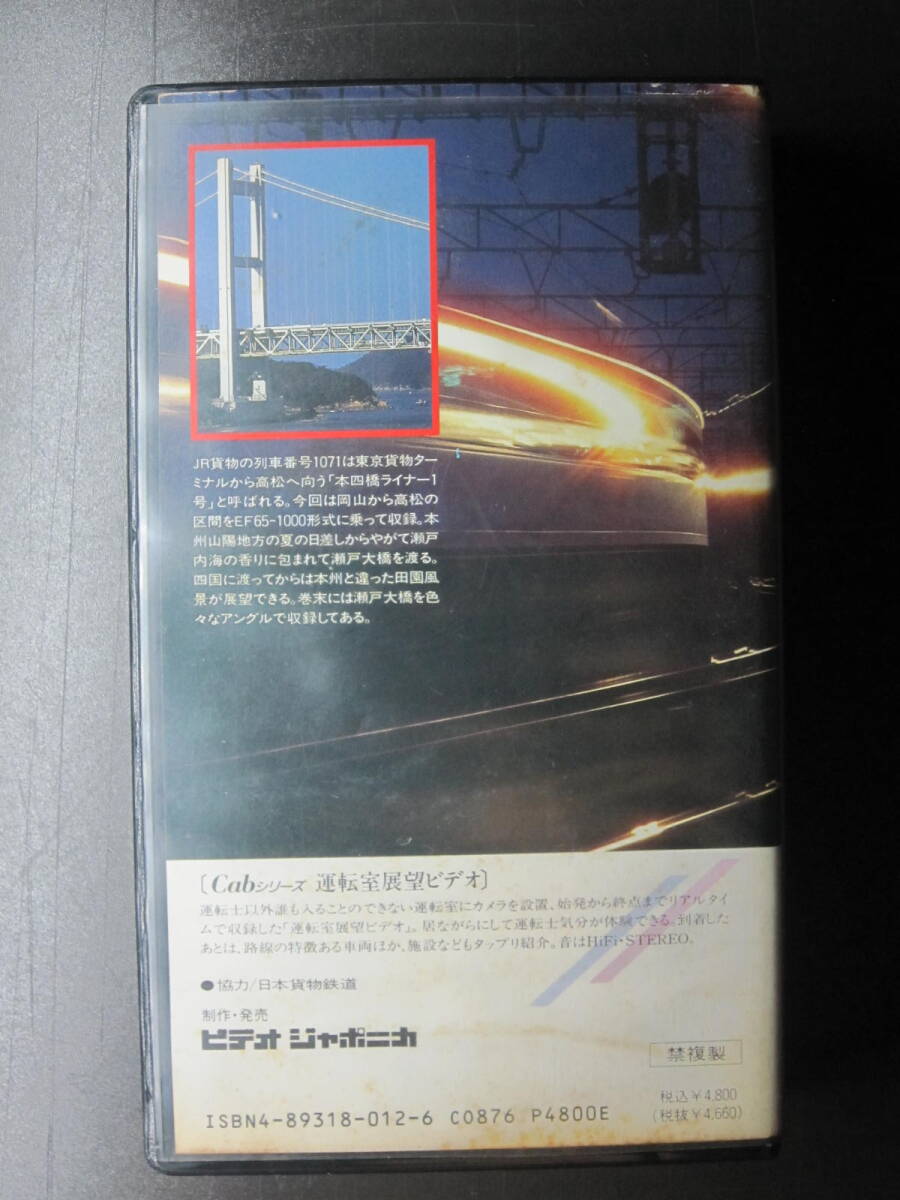 JR貨物の列車番号1071は東京貨物ター
ミナルから高松へ向う「本四橋ライナー1
号」と呼ばれる。今回は岡山から高松の
区間をEF65-1000形式に乗って収録。本
州山陽地方の夏の日差しからやがて瀬戸
内海の香りに包まれて瀬戸大橋を渡る。
四国に渡ってからは本州と違った田園風
景が展望できる。巻末には瀬戸大橋を色
々なアングルで収録してある。
〔Cabシリーズ 運転室展望ビデオ〕
運転士以外誰も入ることのできない運転室にカメラを設置、始発から終点までリアルタイ
ムで収録した「運転室展望ビデオ」。居ながらにして運転士気分が体験できる。到着した
あとは、路線の特徴ある車両ほか、施設などもタップリ紹介。音はHiFi・STEREO。
●協力/日本貨物鉄道
制作・発売
ビデオ ジャポニカ
禁複製
税込¥4,800
(税抜¥4,660)
ISBN4-89318-012-6 C0876 P4800E